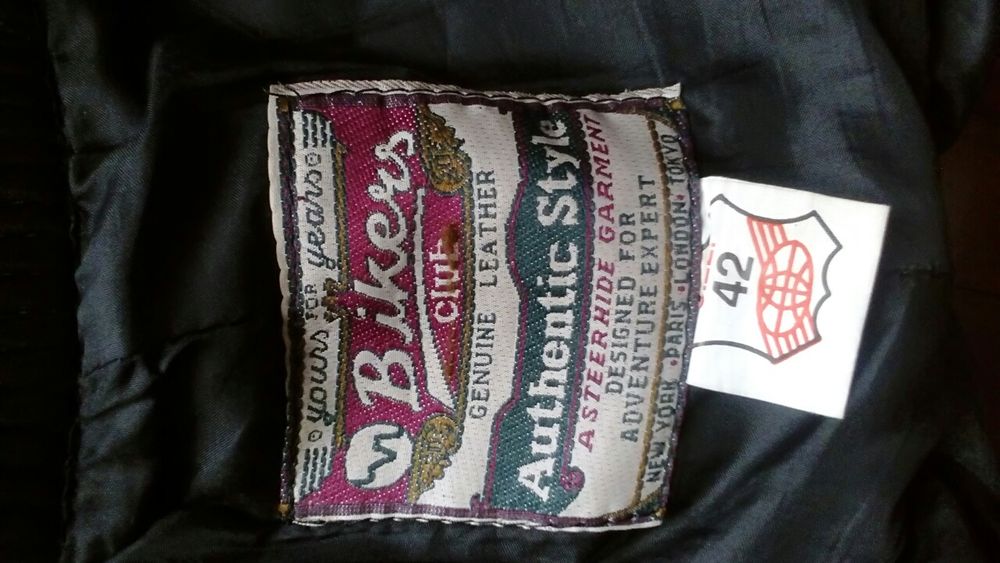 yours FOR years
Bikers
Club
GENUINE LEATHER
Authentic Style
A STEERHIDE GARMENT
DESIGNED FOR
ADVENTURE EXPERT
NEW YORK • PARIS • LONDON • TOKYO
42